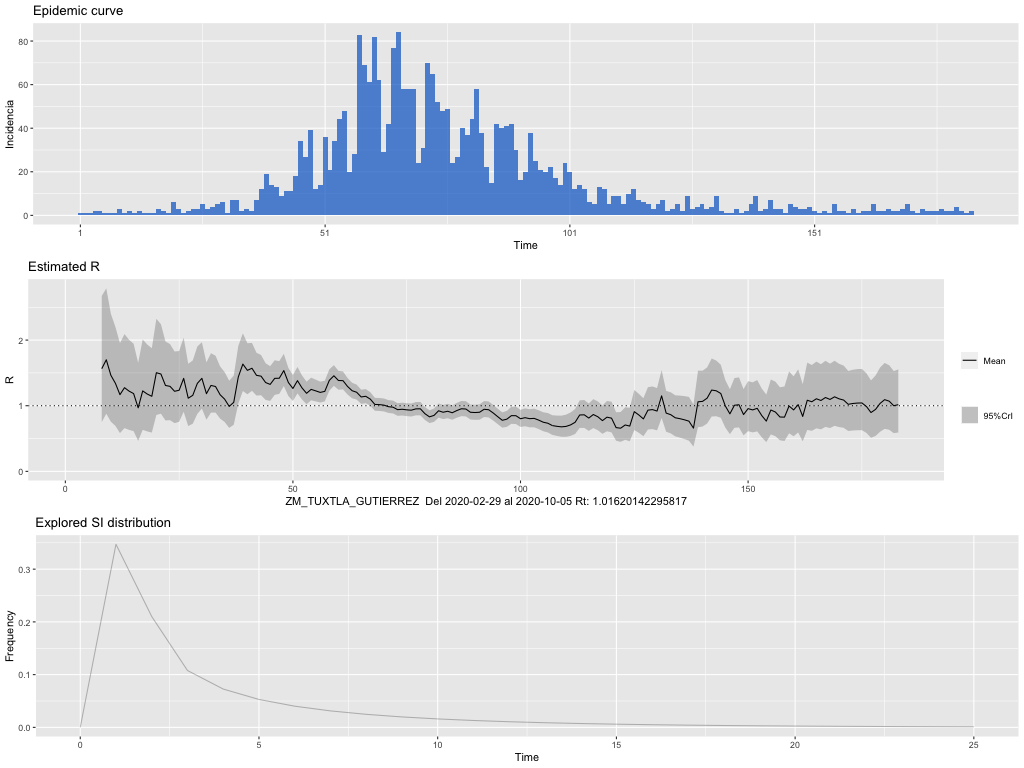 Epidemic curve
80
60
40
20
0
Incidencia
1 51 101 151
Time
Estimated R
2
1
0
R
0 50 100 150
Mean
95%CrI
ZM_TUXTLA_GUTIERREZ Del 2020-02-29 al 2020-10-05 Rt: 1.01620142295817
Explored SI distribution
0.3
0.2
0.1
0.0
Frequency
0 5 10 15 20 25
Time